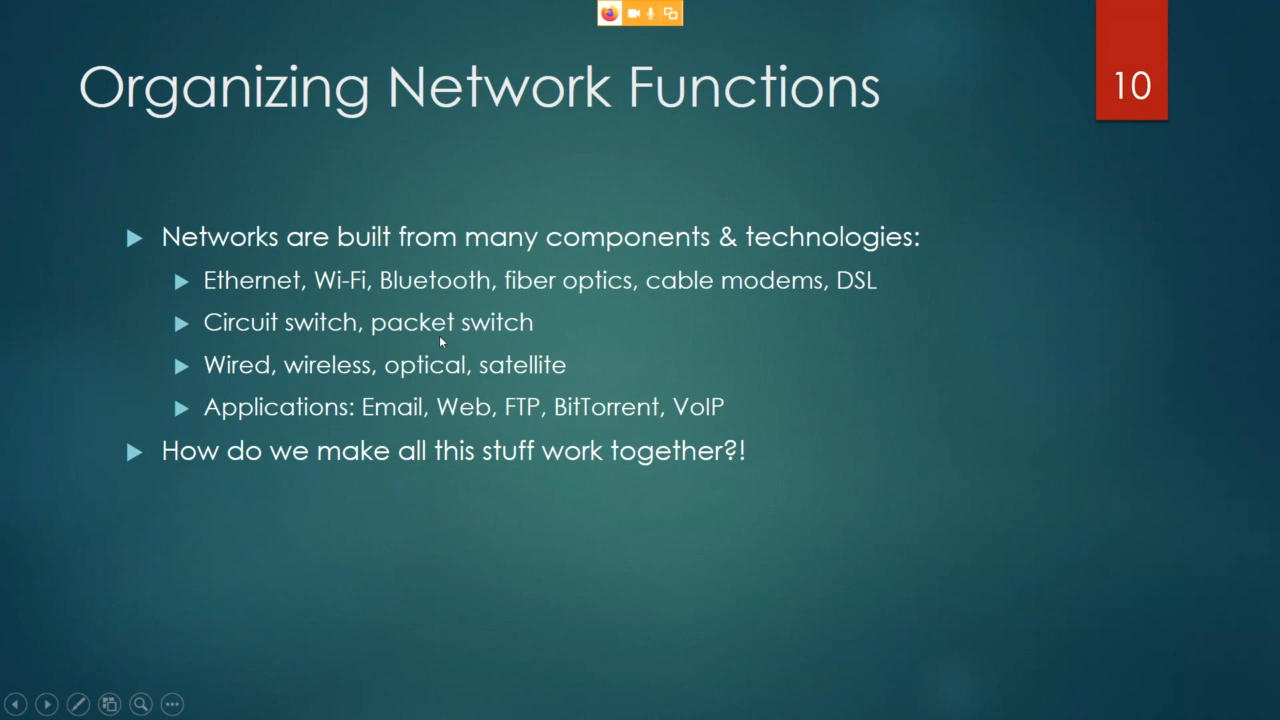 Organizing Network Functions
10
Networks are built from many components & technologies:
Ethernet, Wi-Fi, Bluetooth, fiber optics, cable modems, DSL
Circuit switch, packet switch
Wired, wireless, optical, satellite
Applications: Email, Web, FTP, BitTorrent, VoIP
How do we make all this stuff work together?!